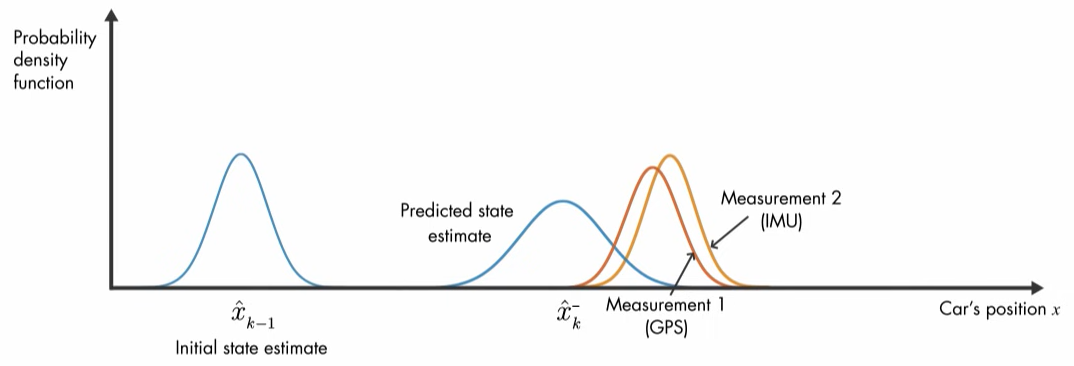 Probability
density
function
Predicted state
estimate
Measurement 2
(IMU)
Measurement 1
(GPS)
x̂ₖ₋₁
Initial state estimate
x̂ₖ⁻
Car's position x